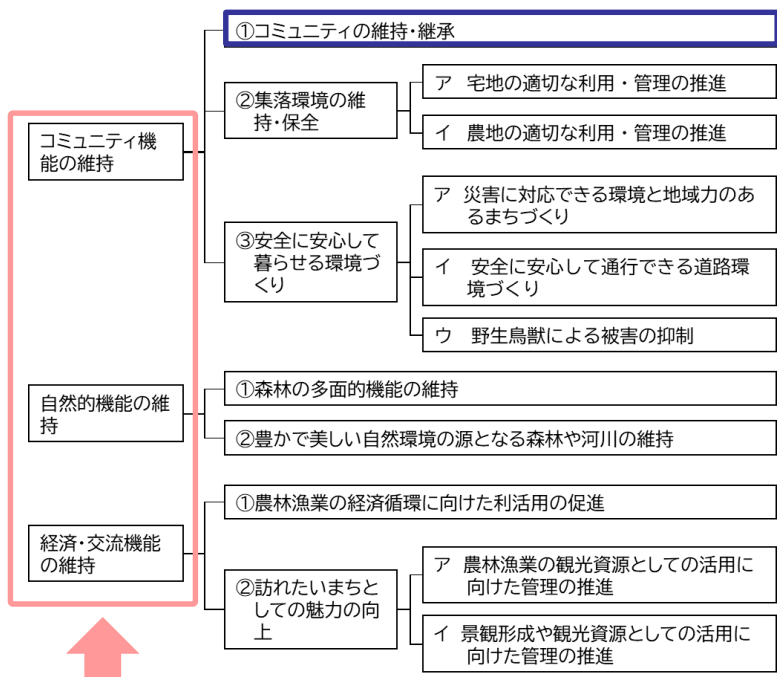 ①コミュニティの維持・継承
②集落環境の維
持・保全
ア 宅地の適切な利用・管理の推進
イ 農地の適切な利用・管理の推進
コミュニティ機
能の維持
③安全に安心して
暮らせる環境づ
くり
ア 災害に対応できる環境と地域力のあ
るまちづくり
イ 安全に安心して通行できる道路環
境づくり
ウ 野生鳥獣による被害の抑制
自然的機能の維
持
①森林の多面的機能の維持
②豊かで美しい自然環境の源となる森林や河川の維持
経済・交流機能
の維持
①農林漁業の経済循環に向けた利活用の促進
②訪れたいまちと
しての魅力の向
上
ア 農林漁業の観光資源としての活用に
向けた管理の推進
イ 景観形成や観光資源としての活用に
向けた管理の推進